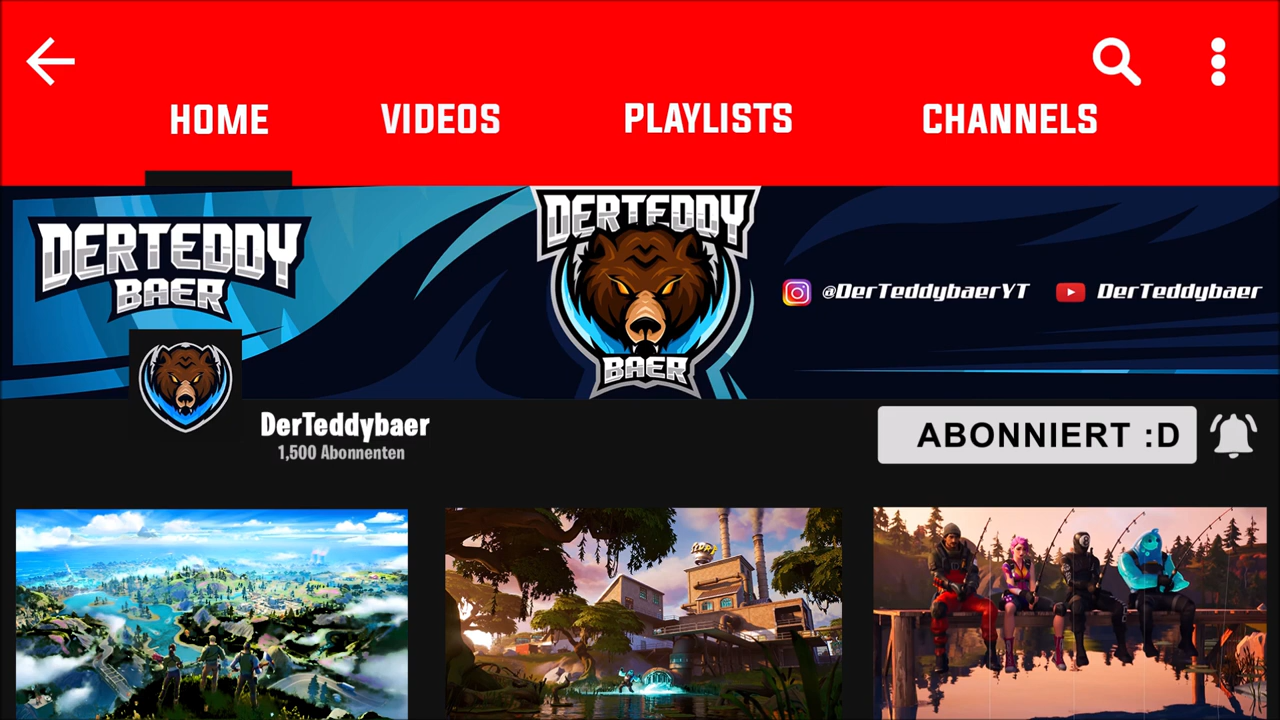 HOME VIDEOS PLAYLISTS CHANNELS
DERTEDDY
BAER
DERTEDDY
BAER
@DerTeddybaerYT DerTeddybaer
DerTeddybaer
1,500 Abonnenten
ABONNIERT :D